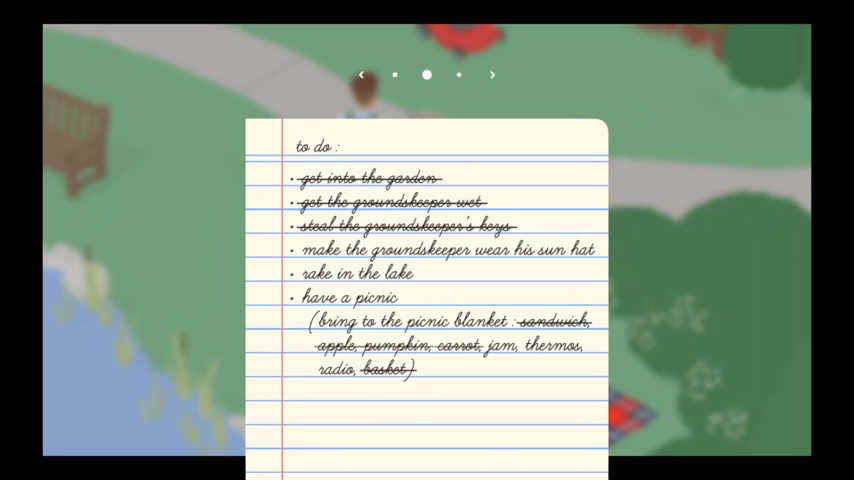 to do :
• get into the garden
• get the groundskeeper wet
• steal the groundskeeper's keys
• make the groundskeeper wear his sun hat
• rake in the lake
• have a picnic
(bring to the picnic blanket : sandwich,
apple, pumpkin, carrot, jam, thermos,
radio, basket)